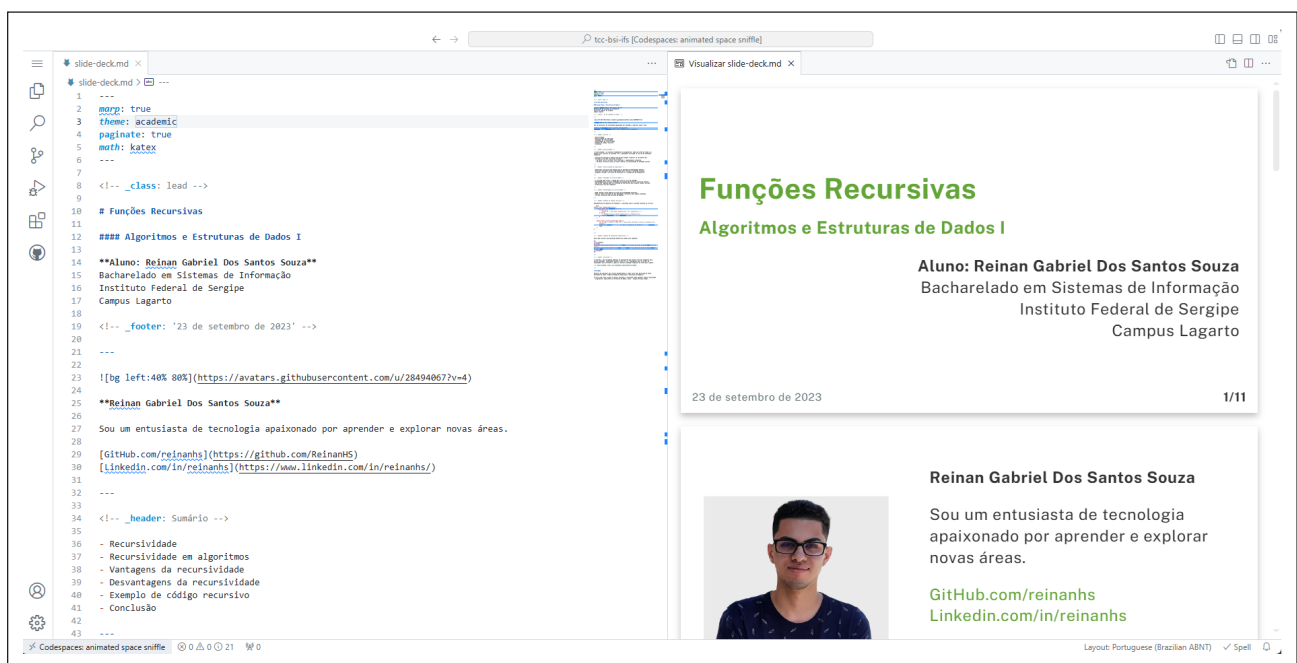 tcc-bsi-ifs [Codespaces: animated space sniffle]
slide-deck.md
slide-deck.md > abc ---
1 ---
2 marp: true
3 theme: academic
4 paginate: true
5 math: katex
6 ---
7
8 <!-- _class: lead -->
9
10 # Funções Recursivas
11
12 #### Algoritmos e Estruturas de Dados I
13
14 **Aluno: Reinan Gabriel Dos Santos Souza**
15 Bacharelado em Sistemas de Informação
16 Instituto Federal de Sergipe
17 Campus Lagarto
18
19 <!-- _footer: '23 de setembro de 2023' -->
20
21 ---
22
23 ![bg left:40% 80%](https://avatars.githubusercontent.com/u/28494067?v=4)
24
25 **Reinan Gabriel Dos Santos Souza**
26
27 Sou um entusiasta de tecnologia apaixonado por aprender e explorar novas áreas.
28
29 [GitHub.com/reinanhs](https://github.com/ReinanHS)
30 [Linkedin.com/in/reinanhs](https://www.linkedin.com/in/reinanhs/)
31
32 ---
33
34 <!-- _header: Sumário -->
35
36 - Recursividade
37 - Recursividade em algoritmos
38 - Vantagens da recursividade
39 - Desvantagens da recursividade
40 - Exemplo de código recursivo
41 - Conclusão
42
43 ---
Visualizar slide-deck.md
Funções Recursivas
Algoritmos e Estruturas de Dados I
Aluno: Reinan Gabriel Dos Santos Souza
Bacharelado em Sistemas de Informação
Instituto Federal de Sergipe
Campus Lagarto
23 de setembro de 2023
1/11
Reinan Gabriel Dos Santos Souza
Sou um entusiasta de tecnologia
apaixonado por aprender e explorar
novas áreas.
GitHub.com/reinanhs
Linkedin.com/in/reinanhs
Codespaces: animated space sniffle 0 0 21 0
Layout: Portuguese (Brazilian ABNT) Spell